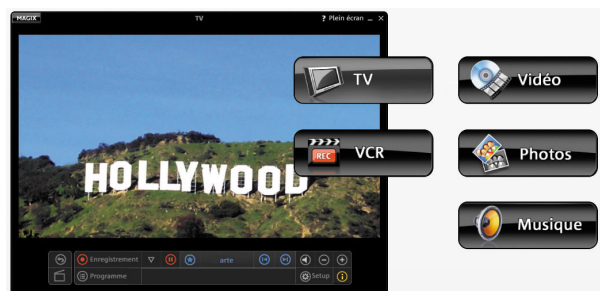 MAGIX TV ? Plein écran
TV
Vidéo
HOLLYWOOD
REC
VCR
Photos
Musique
Enregistrement
arte
Programme
Setup